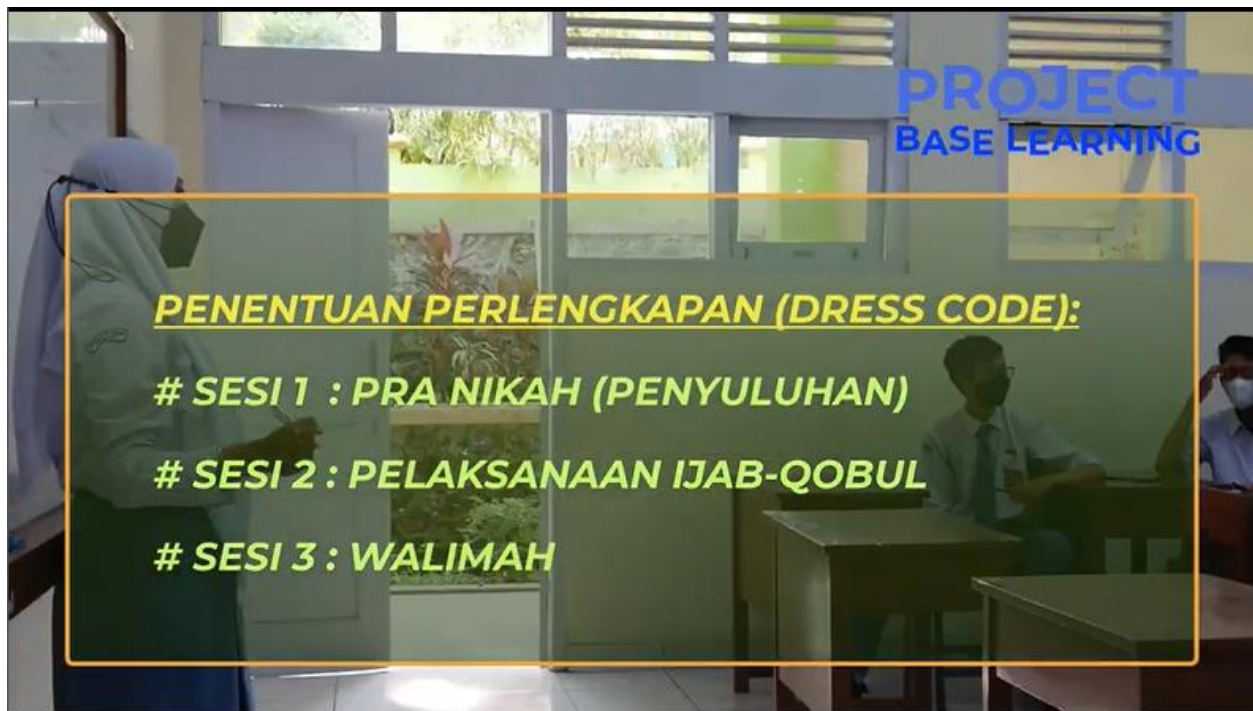 PROJECT
BASE LEARNING
PENENTUAN PERLENGKAPAN (DRESS CODE):
# SESI 1 : PRA NIKAH (PENYULUHAN)
# SESI 2 : PELAKSANAAN IJAB-QOBUL
# SESI 3 : WALIMAH